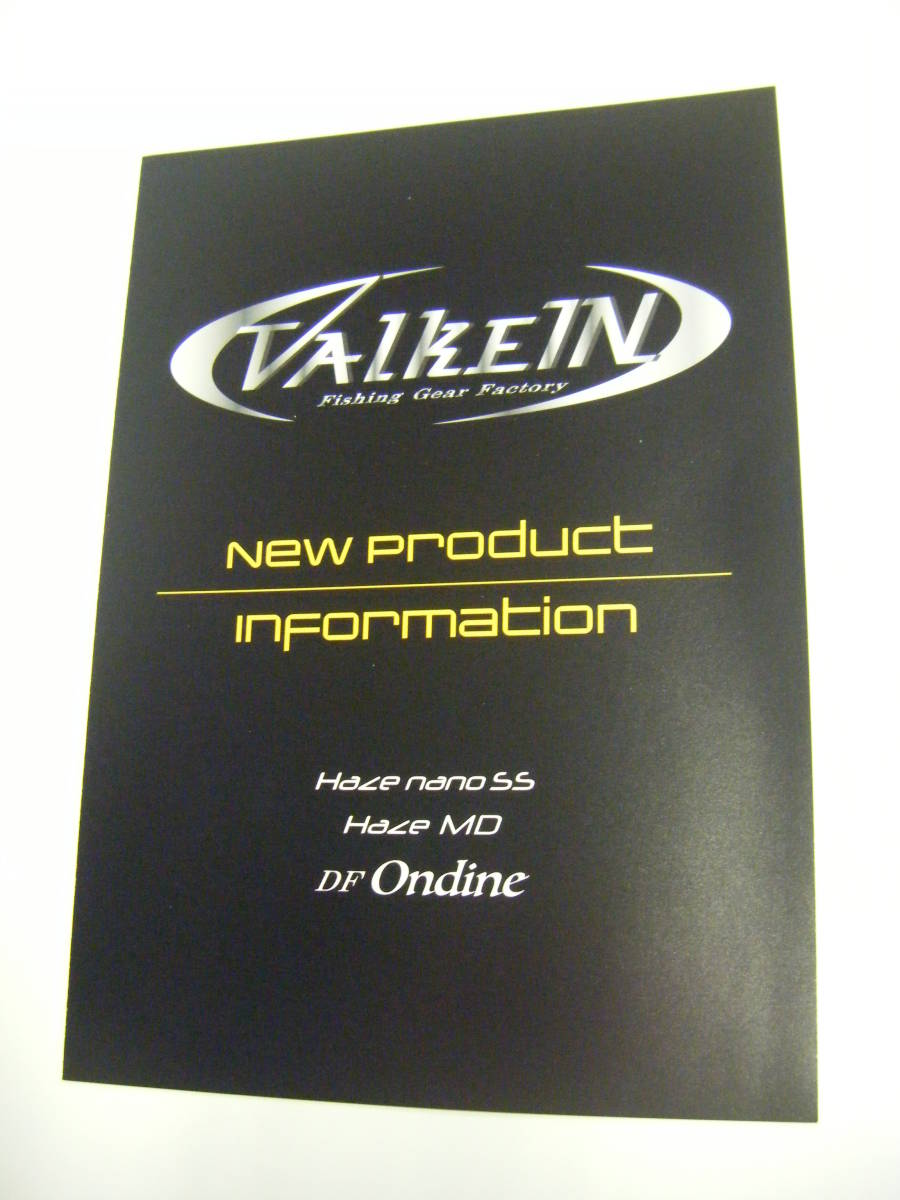 ValkeIN
Fishing Gear Factory
New Product
Information
Haze nano SS
Haze MD
DF Ondine